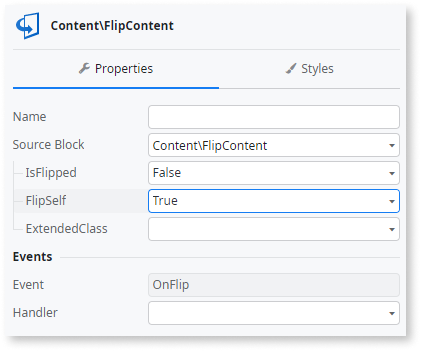 Content\FlipContent
Properties Styles
Name
Source Block Content\FlipContent
IsFlipped False
FlipSelf True
ExtendedClass
Events
Event OnFlip
Handler